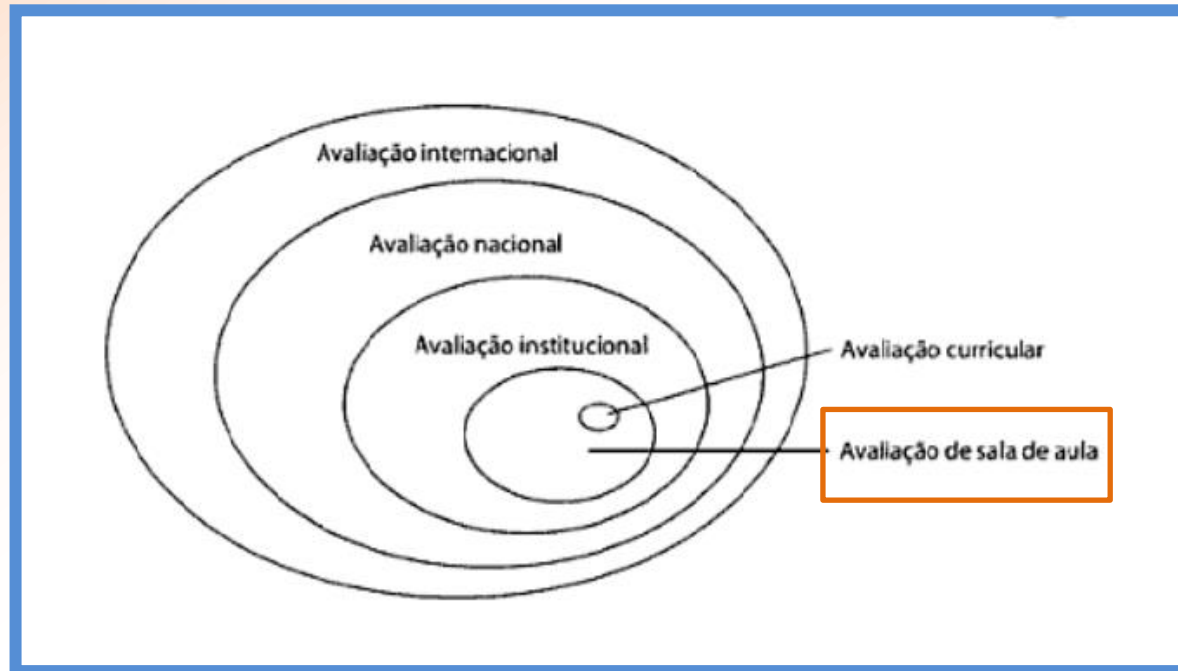 Avaliação internacional
Avaliação nacional
Avaliação institucional
Avaliação curricular
Avaliação de sala de aula